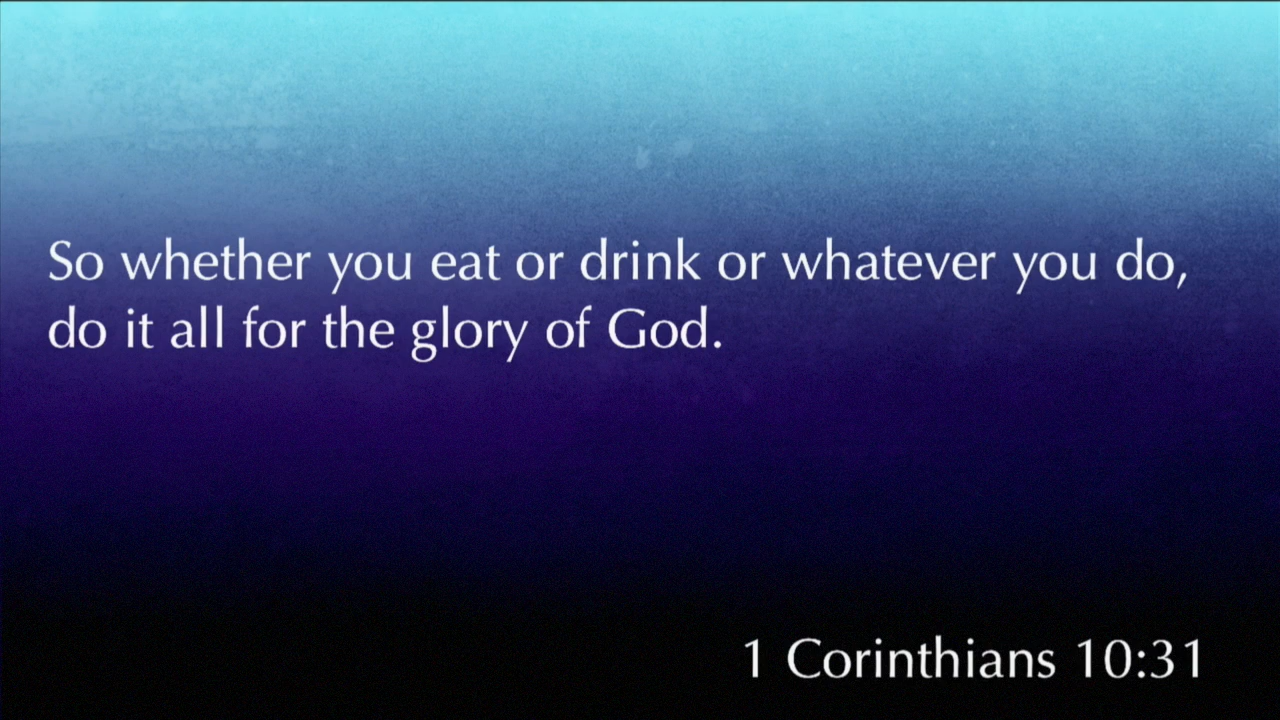 So whether you eat or drink or whatever you do,
do it all for the glory of God.
1 Corinthians 10:31